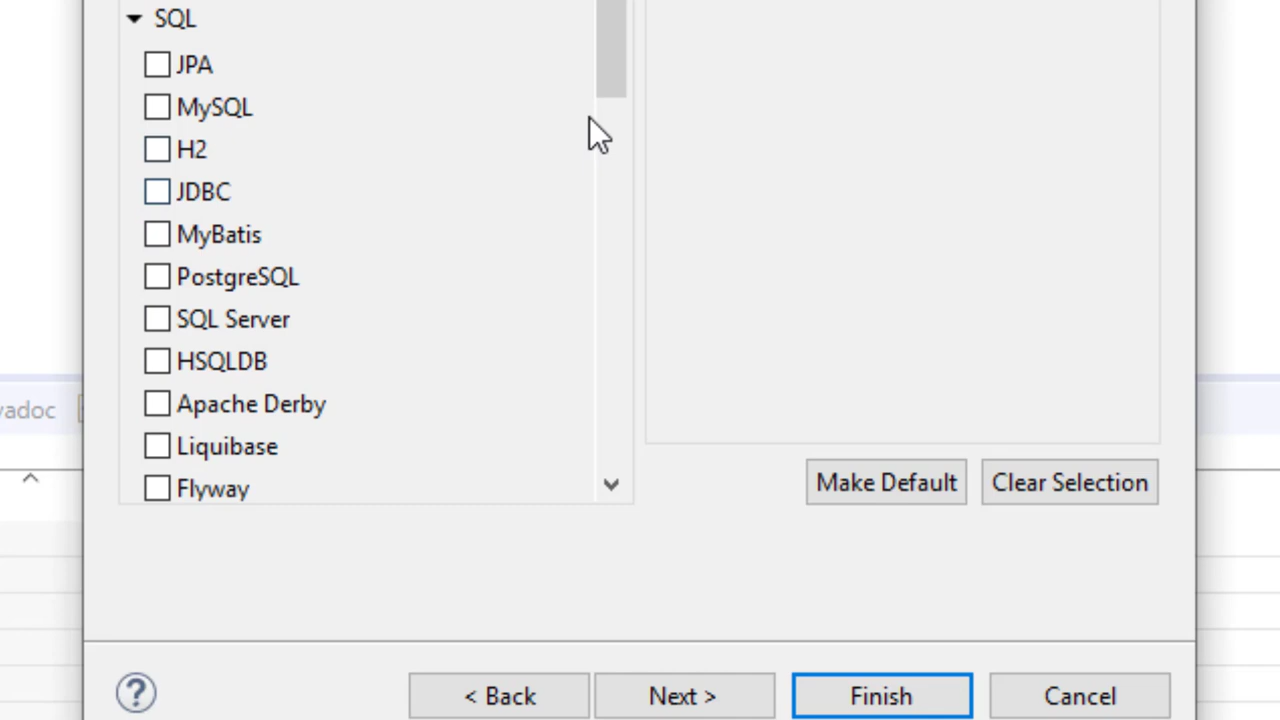 SQL
JPA
MySQL
H2
JDBC
MyBatis
PostgreSQL
SQL Server
HSQLDB
Apache Derby
vadoc
Liquibase
Flyway
Make Default
Clear Selection
?
< Back
Next >
Finish
Cancel